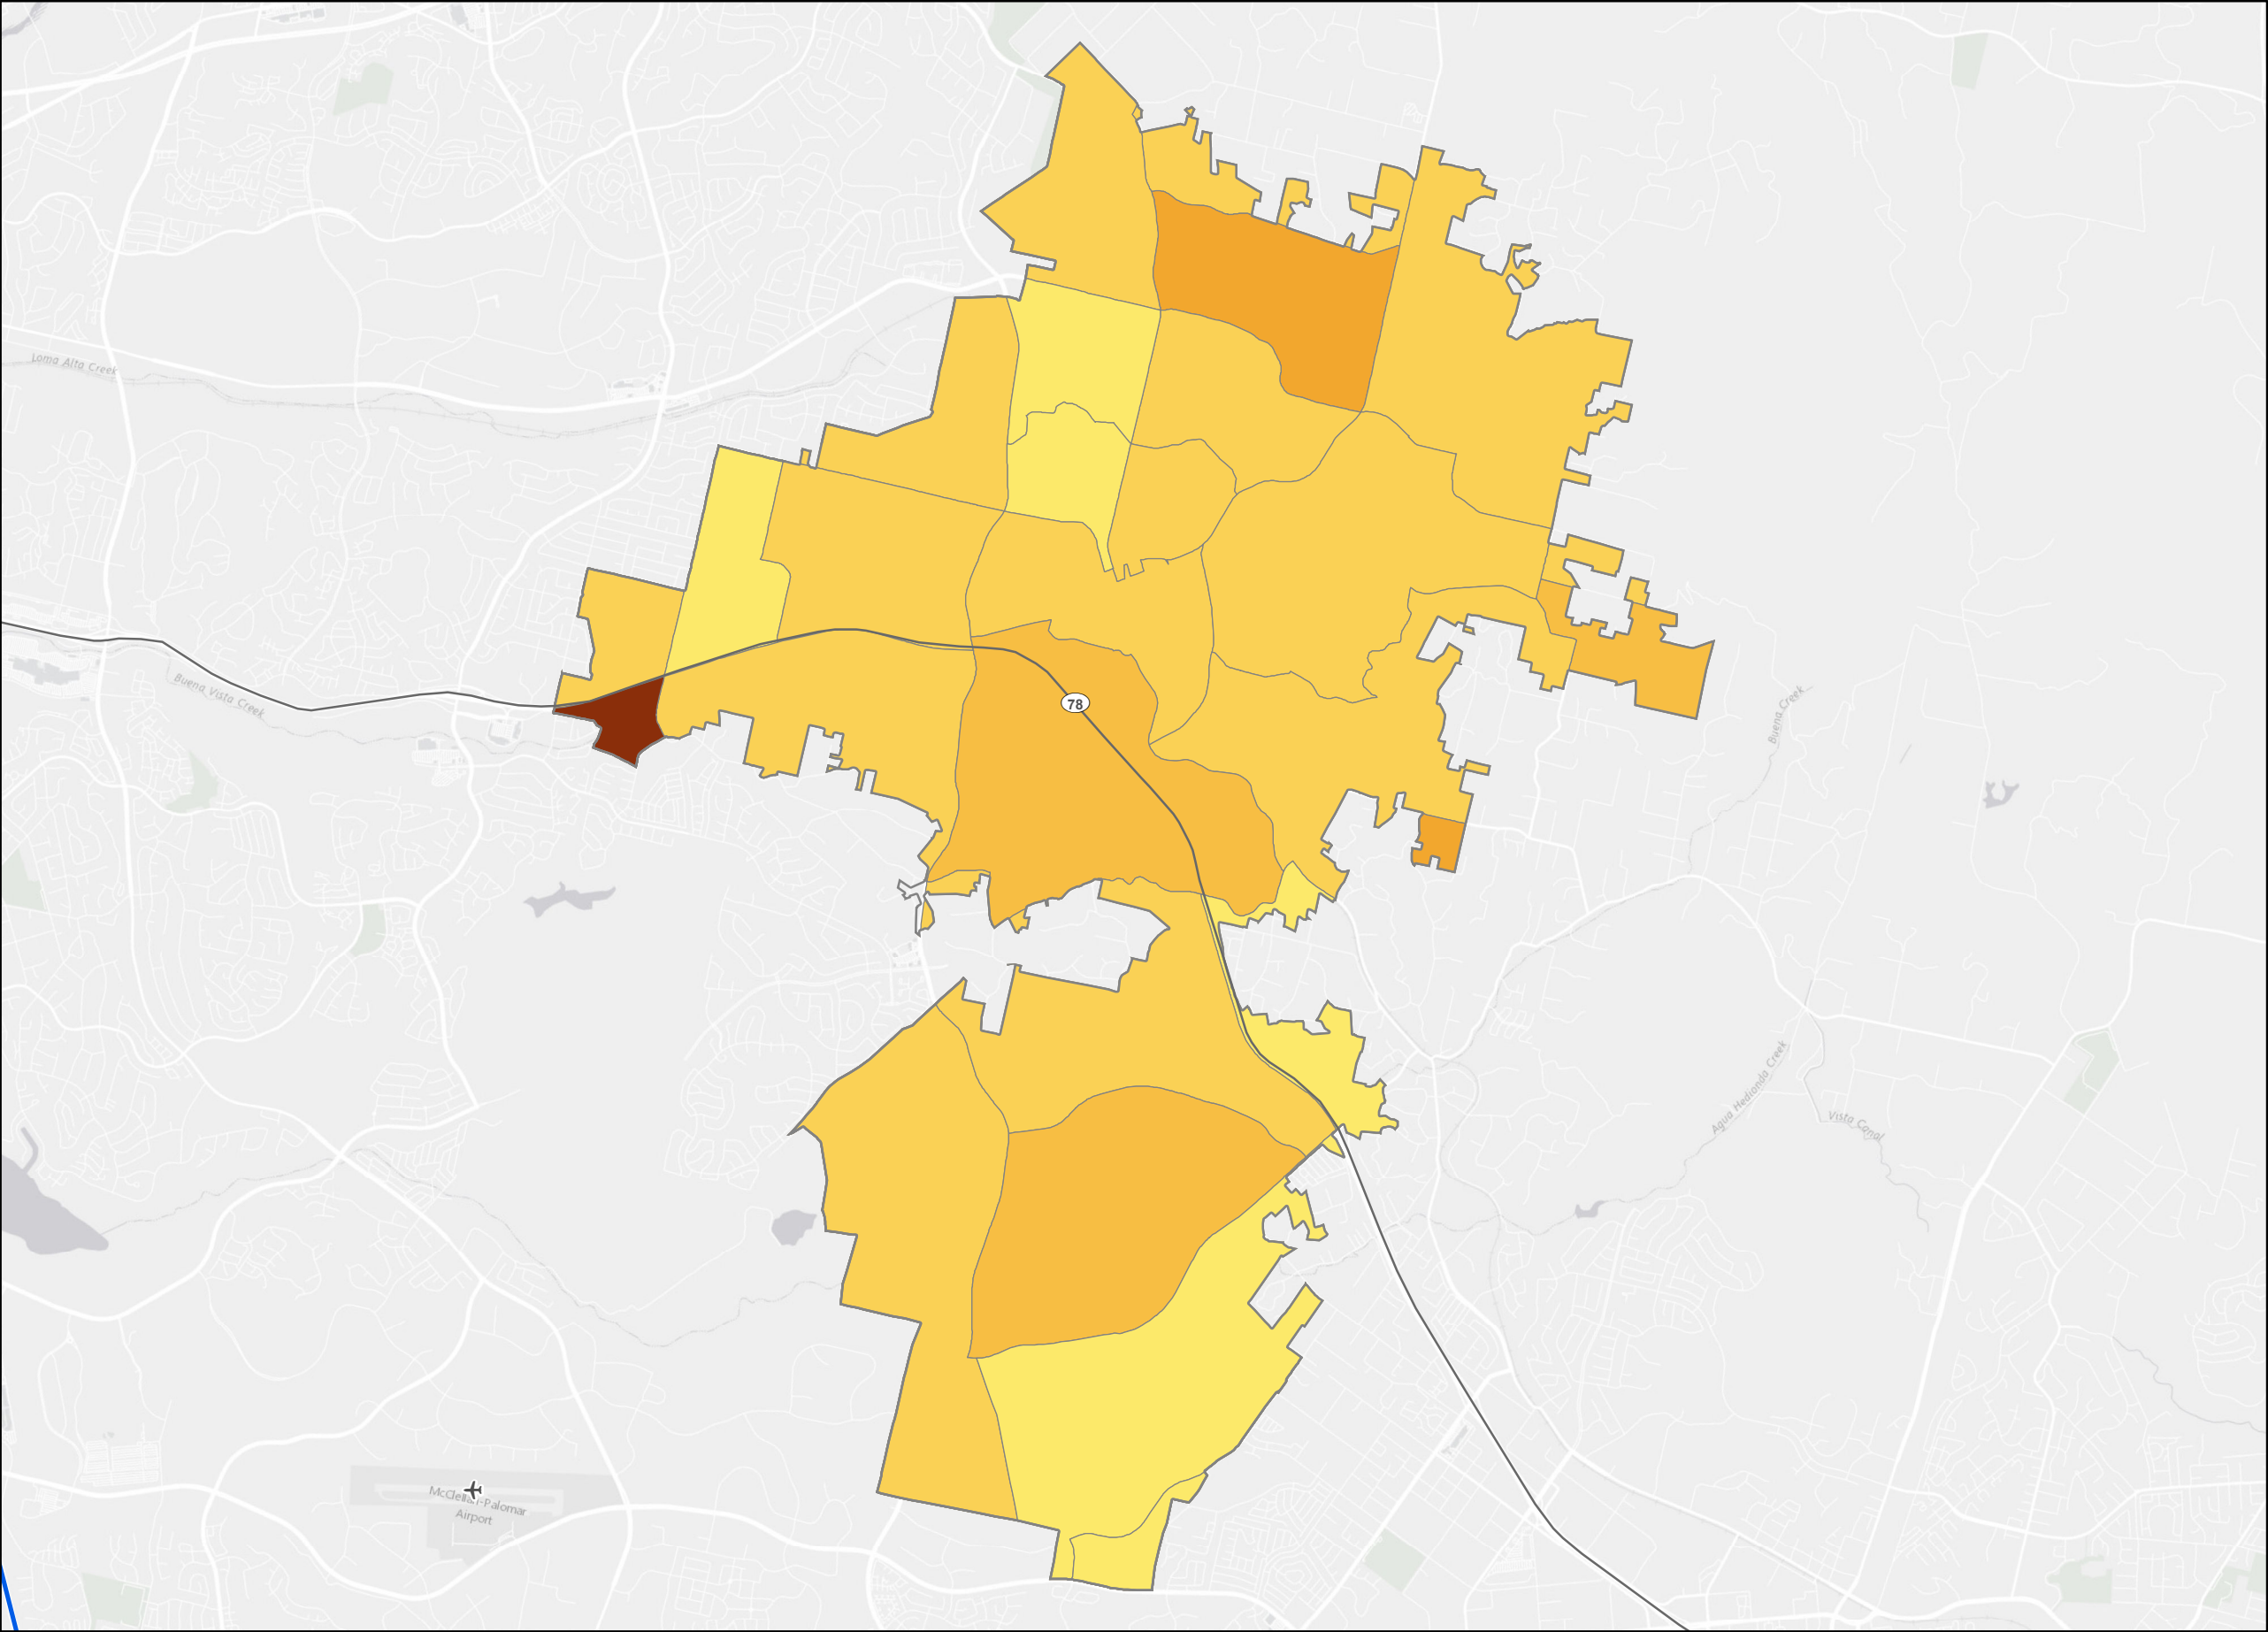 Loma Alta Creek
Buena Vista Creek
78
Buena Creek
Agua Hedionda Creek
Vista Canal
McClellan-Palomar
Airport